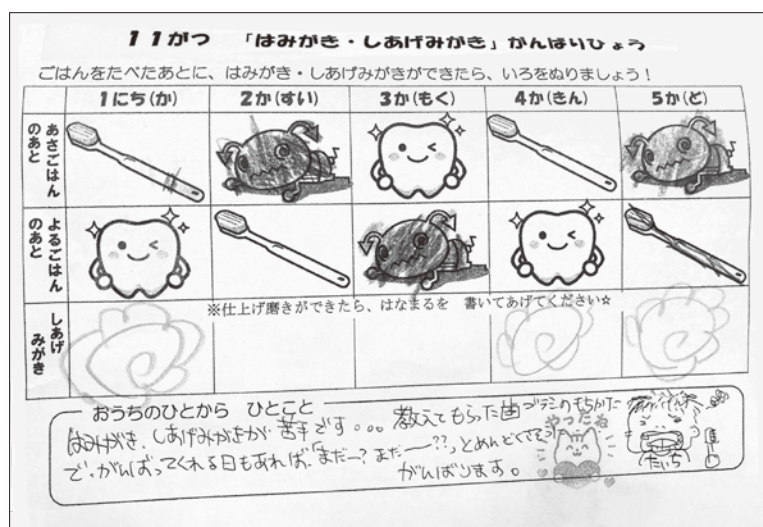 11がつ 「はみがき・しあげみがき」がんばりひょう
ごはんをたべたあとに、はみがき・しあげみがきができたら、いろをぬりましょう！
1にち(か) 2か(すい) 3か(もく) 4か(きん) 5か(ど)
あさごはん
のあと
よるごはん
のあと
※仕上げ磨きができたら、はなまるを 書いてあげてください☆
しあげ
みがき
おうちのひとから ひとこと
はみがき、しあげみがきが 苦手です。。。 教えてもらった歯ブラシのもちかた
で、がんばってくれる日もあれば、「まだー？まだー??」とめんどくさそう
がんばります。
やったね
たいち